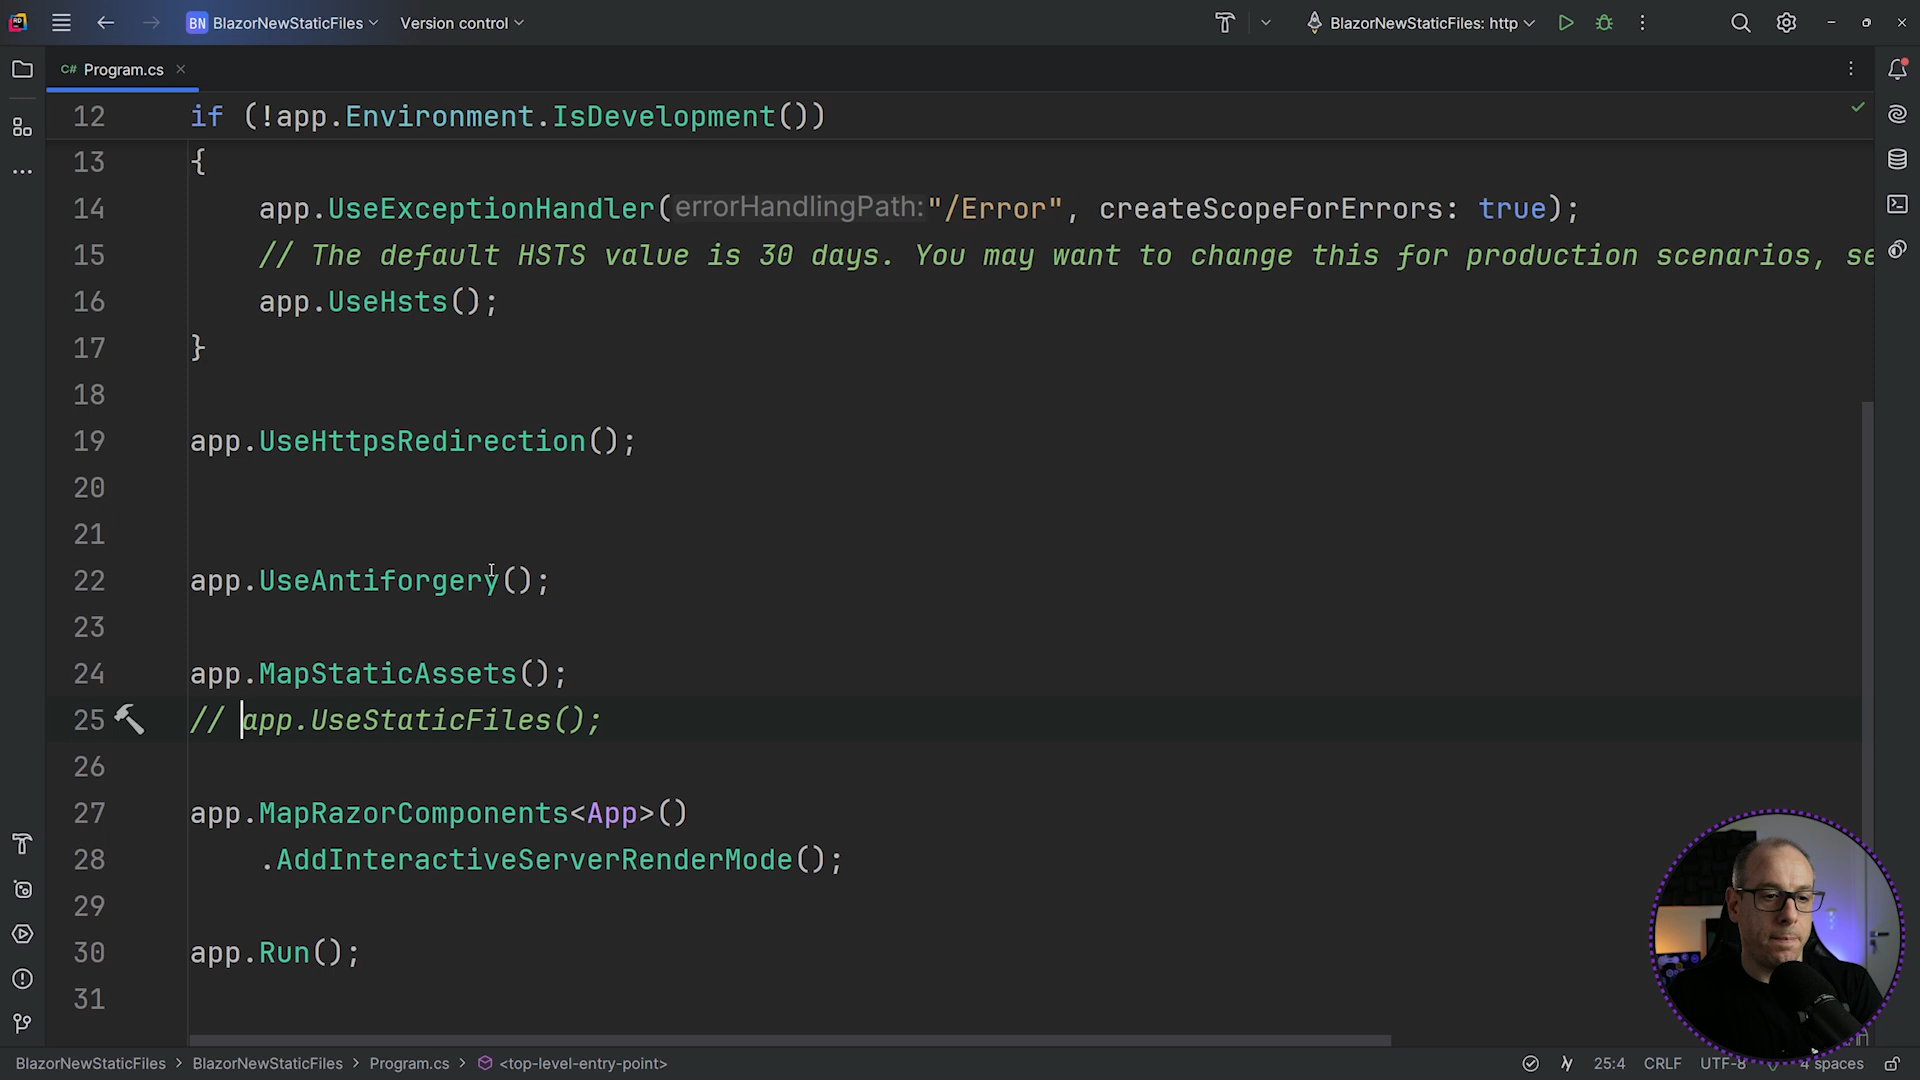 BN BlazorNewStaticFiles Version control BlazorNewStaticFiles: http
C# Program.cs
12 if (!app.Environment.IsDevelopment())
13 {
14 app.UseExceptionHandler(errorHandlingPath:"/Error", createScopeForErrors: true);
15 // The default HSTS value is 30 days. You may want to change this for production scenarios, se
16 app.UseHsts();
17 }
18
19 app.UseHttpsRedirection();
20
21
22 app.UseAntiforgery();
23
24 app.MapStaticAssets();
25 // app.UseStaticFiles();
26
27 app.MapRazorComponents<App>()
28 .AddInteractiveServerRenderMode();
29
30 app.Run();
31
BlazorNewStaticFiles > BlazorNewStaticFiles > Program.cs > <top-level-entry-point> 25:4 CRLF UTF-8 4 spaces